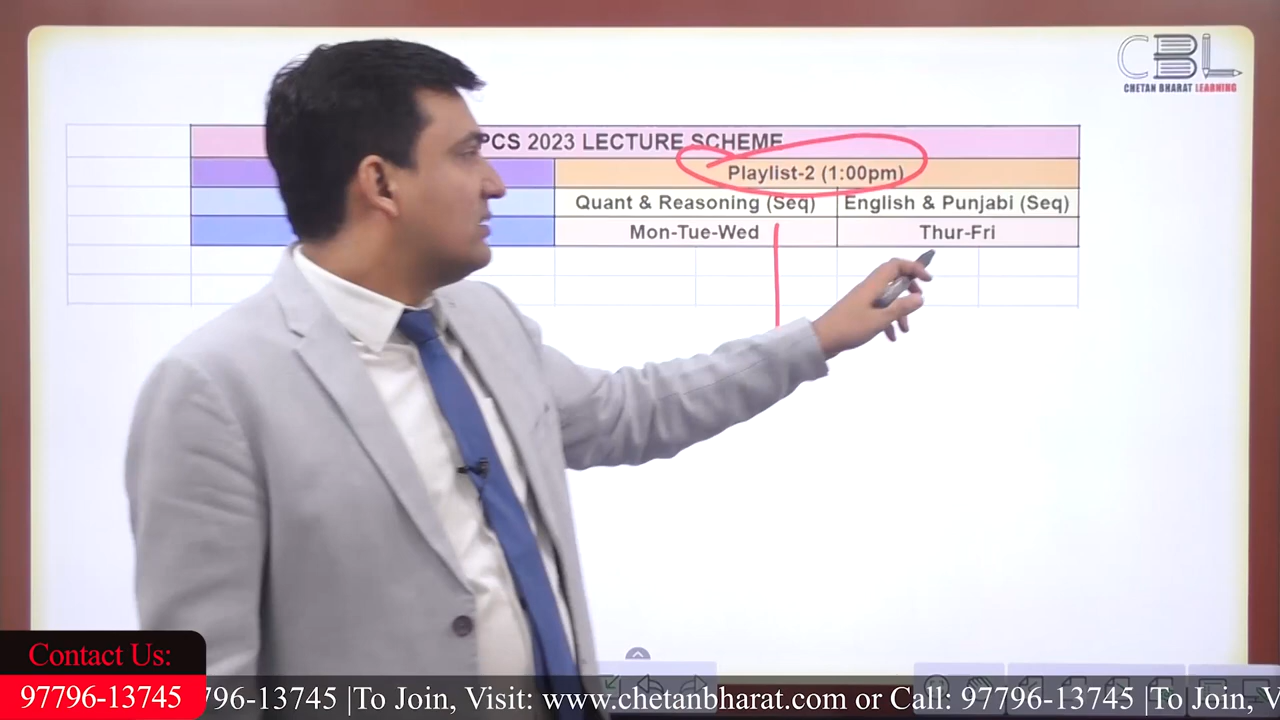 CBL
CHETAN BHARAT LEARNING
PCS 2023 LECTURE SCHEME
Playlist-2 (1:00pm)
Quant & Reasoning (Seq) English & Punjabi (Seq)
Mon-Tue-Wed Thur-Fri
Contact Us:
97796-13745
796-13745 |To Join, Visit: www.chetanbharat.com or Call: 97796-13745 |To Join, V